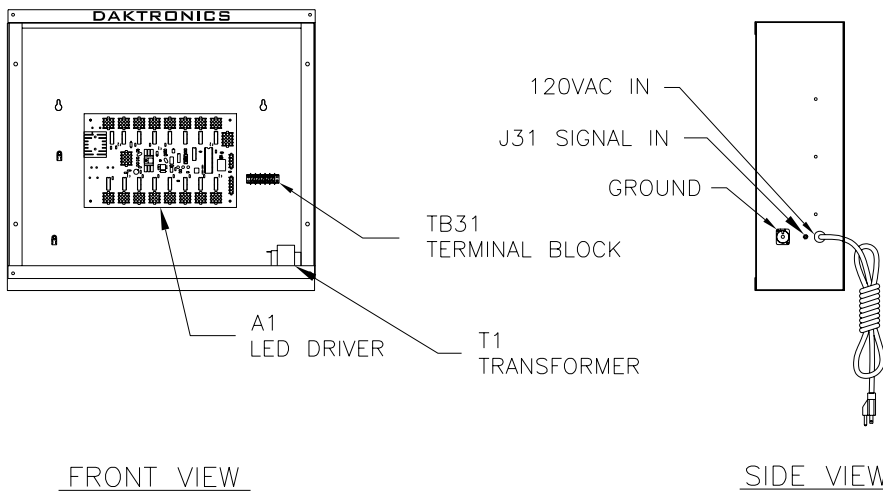 DAKTRONICS
120VAC IN
J31 SIGNAL IN
GROUND
TB31
TERMINAL BLOCK
A1
LED DRIVER
T1
TRANSFORMER
FRONT VIEW
SIDE VIEW